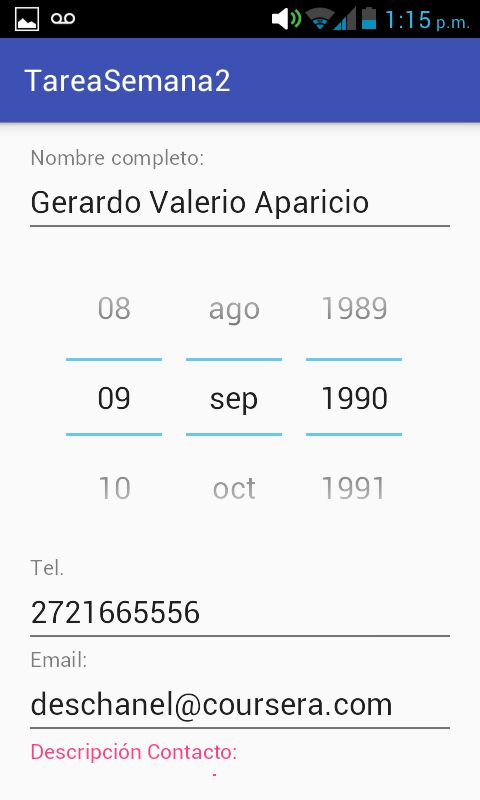 1:15 p.m.
TareaSemana2
Nombre completo:
Gerardo Valerio Aparicio
08 ago 1989
09 sep 1990
10 oct 1991
Tel.
2721665556
Email:
deschanel@coursera.com
Descripción Contacto: